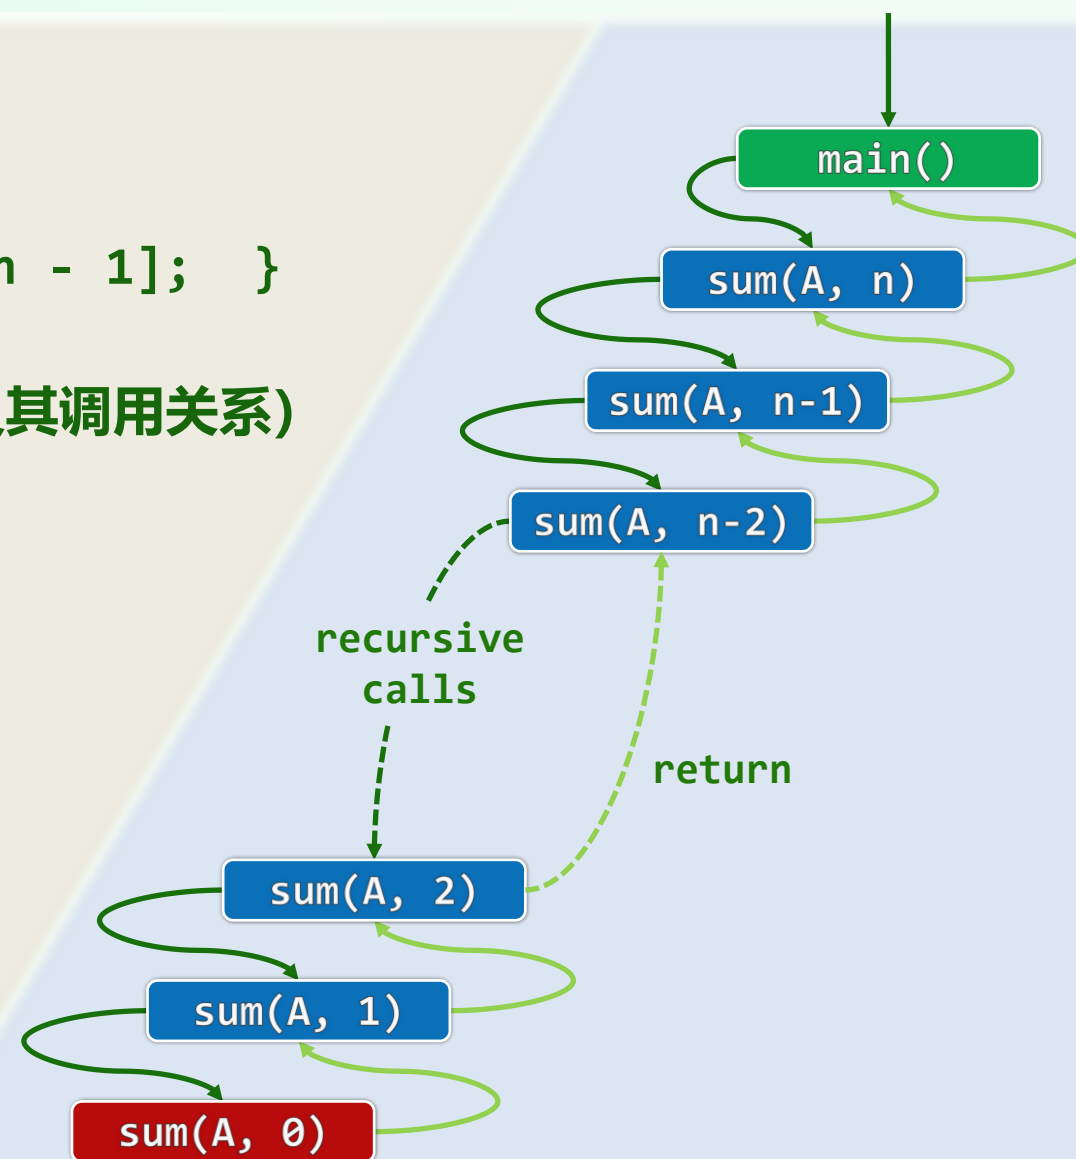 main()
n - 1];  }
sum(A, n)
其调用关系)
sum(A, n-1)
sum(A, n-2)
recursive
calls
return
sum(A, 2)
sum(A, 1)
sum(A, 0)